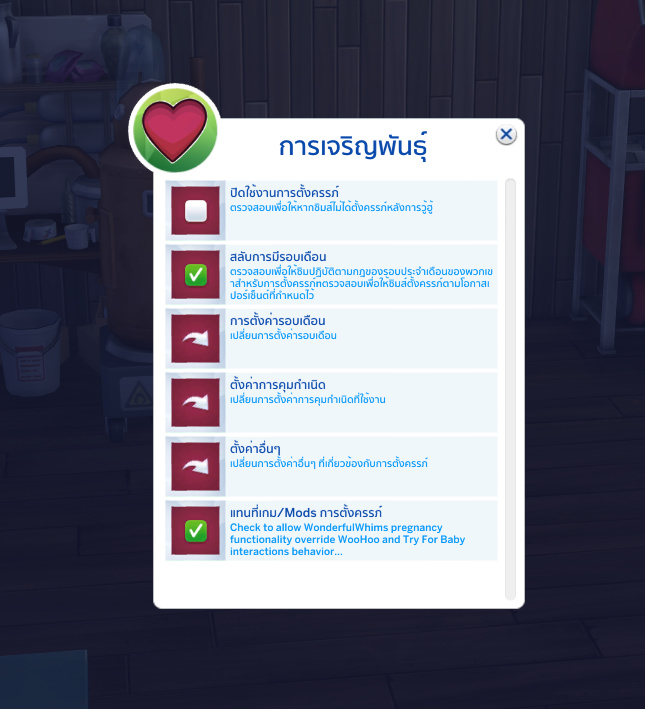 การเจริญพันธุ์
ปิดใช้งานการตั้งครรภ์
ตรวจสอบเพื่อให้หากซิมส์ไม่ได้ตั้งครรภ์หลังการวู้ฮู้
สลับการมีรอบเดือน
ตรวจสอบเพื่อให้ซิมปฏิบัติตามกฎของรอบประจำเดือนของพวกเข
าสำหรับการตั้งครรภ์ทตรวจสอบเพื่อให้ซิมส์ตั้งครรภ์ตามโอกาสเ
ปอร์เซ็นต์ที่กำหนดไว้
การตั้งค่ารอบเดือน
เปลี่ยนการตั้งค่ารอบเดือน
ตั้งค่าการคุมกำเนิด
เปลี่ยนการตั้งค่าการคุมกำเนิดที่ใช้งาน
ตั้งค่าอื่นๆ
เปลี่ยนการตั้งค่าอื่นๆ ที่เกี่ยวข้องกับการตั้งครรภ์
แทนที่เกม/Mods การตั้งครรภ์
Check to allow WonderfulWhims pregnancy
functionality override WooHoo and Try For Baby
interactions behavior...